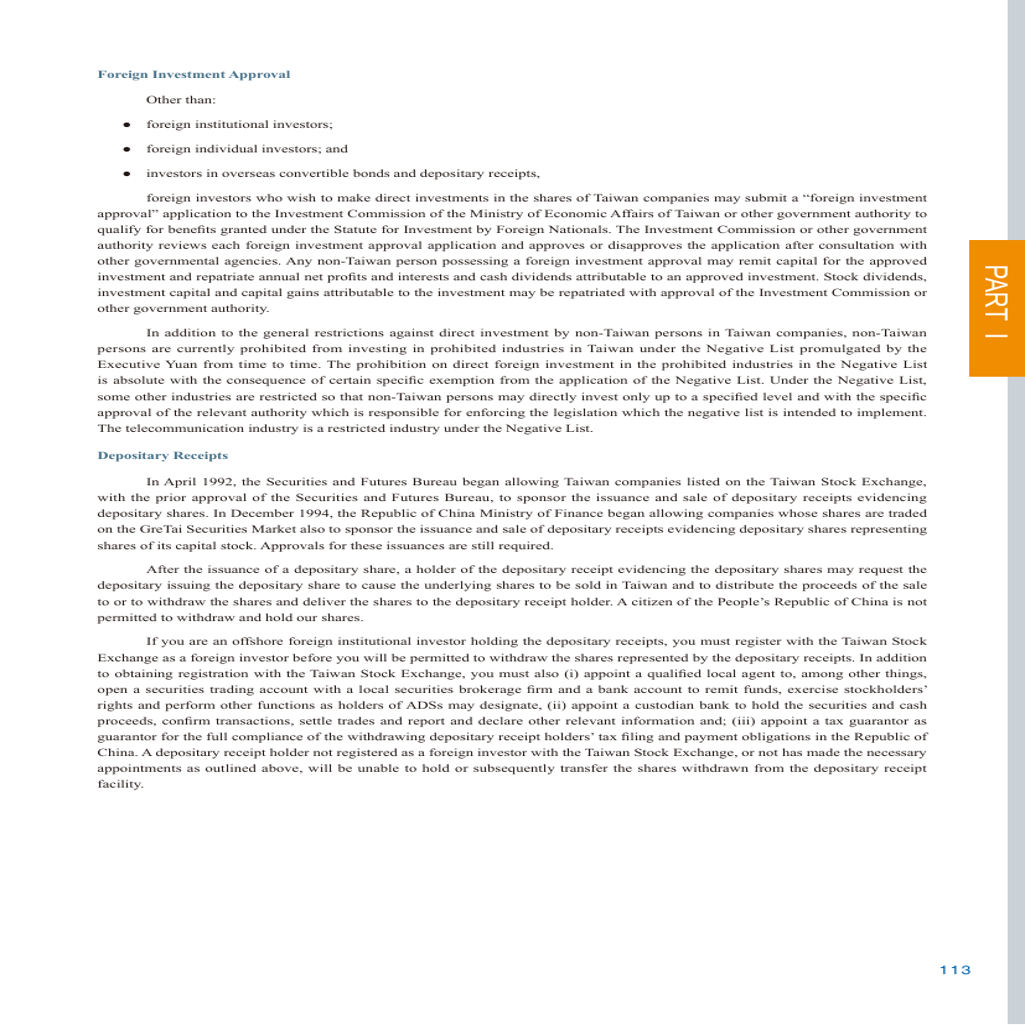 Foreign Investment Approval
Other than:
● foreign institutional investors;
● foreign individual investors; and
● investors in overseas convertible bonds and depositary receipts,
foreign investors who wish to make direct investments in the shares of Taiwan companies may submit a “foreign investment
approval” application to the Investment Commission of the Ministry of Economic Affairs of Taiwan or other government authority to
qualify for benefits granted under the Statute for Investment by Foreign Nationals. The Investment Commission or other government
authority reviews each foreign investment approval application and approves or disapproves the application after consultation with
other governmental agencies. Any non-Taiwan person possessing a foreign investment approval may remit capital for the approved
investment and repatriate annual net profits and interests and cash dividends attributable to an approved investment. Stock dividends,
investment capital and capital gains attributable to the investment may be repatriated with approval of the Investment Commission or
other government authority.
In addition to the general restrictions against direct investment by non-Taiwan persons in Taiwan companies, non-Taiwan
persons are currently prohibited from investing in prohibited industries in Taiwan under the Negative List promulgated by the
Executive Yuan from time to time. The prohibition on direct foreign investment in the prohibited industries in the Negative List
is absolute with the consequence of certain specific exemption from the application of the Negative List. Under the Negative List,
some other industries are restricted so that non-Taiwan persons may directly invest only up to a specified level and with the specific
approval of the relevant authority which is responsible for enforcing the legislation which the negative list is intended to implement.
The telecommunication industry is a restricted industry under the Negative List.
Depositary Receipts
In April 1992, the Securities and Futures Bureau began allowing Taiwan companies listed on the Taiwan Stock Exchange,
with the prior approval of the Securities and Futures Bureau, to sponsor the issuance and sale of depositary receipts evidencing
depositary shares. In December 1994, the Republic of China Ministry of Finance began allowing companies whose shares are traded
on the GreTai Securities Market also to sponsor the issuance and sale of depositary receipts evidencing depositary shares representing
shares of its capital stock. Approvals for these issuances are still required.
After the issuance of a depositary share, a holder of the depositary receipt evidencing the depositary shares may request the
depositary issuing the depositary share to cause the underlying shares to be sold in Taiwan and to distribute the proceeds of the sale
to or to withdraw the shares and deliver the shares to the depositary receipt holder. A citizen of the People’s Republic of China is not
permitted to withdraw and hold our shares.
If you are an offshore foreign institutional investor holding the depositary receipts, you must register with the Taiwan Stock
Exchange as a foreign investor before you will be permitted to withdraw the shares represented by the depositary receipts. In addition
to obtaining registration with the Taiwan Stock Exchange, you must also (i) appoint a qualified local agent to, among other things,
open a securities trading account with a local securities brokerage firm and a bank account to remit funds, exercise stockholders’
rights and perform other functions as holders of ADSs may designate, (ii) appoint a custodian bank to hold the securities and cash
proceeds, confirm transactions, settle trades and report and declare other relevant information and; (iii) appoint a tax guarantor as
guarantor for the full compliance of the withdrawing depositary receipt holders’ tax filing and payment obligations in the Republic of
China. A depositary receipt holder not registered as a foreign investor with the Taiwan Stock Exchange, or not has made the necessary
appointments as outlined above, will be unable to hold or subsequently transfer the shares withdrawn from the depositary receipt
facility.
PART I
113